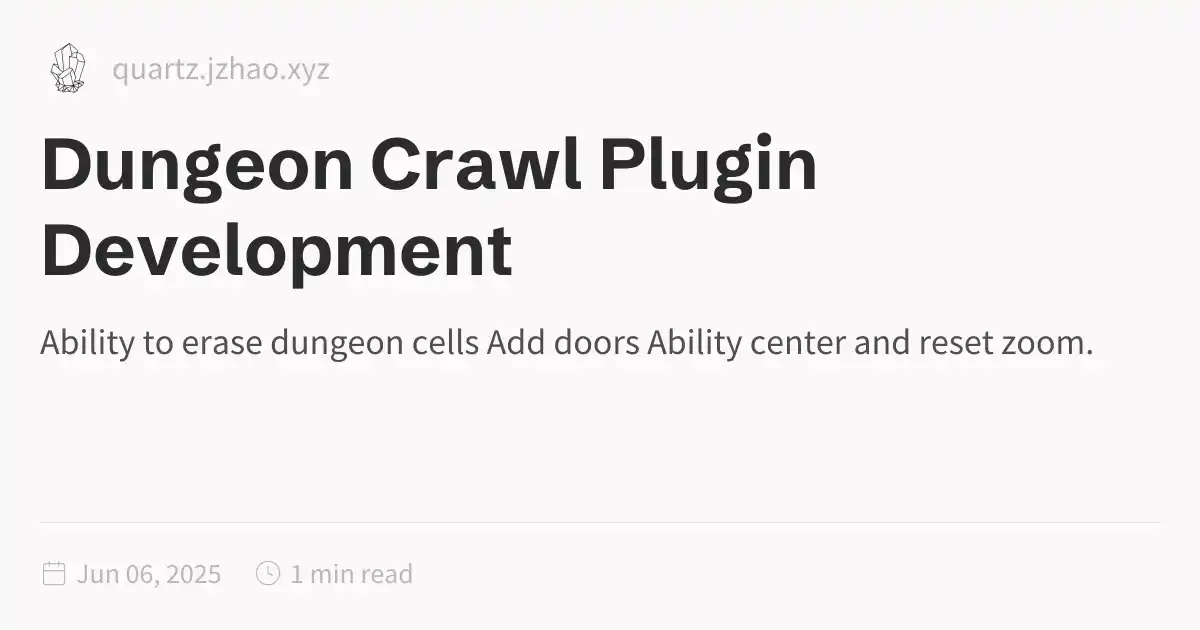 quartz.jzhao.xyz
Dungeon Crawl Plugin
Development
Ability to erase dungeon cells Add doors Ability center and reset zoom.
Jun 06, 2025 1 min read